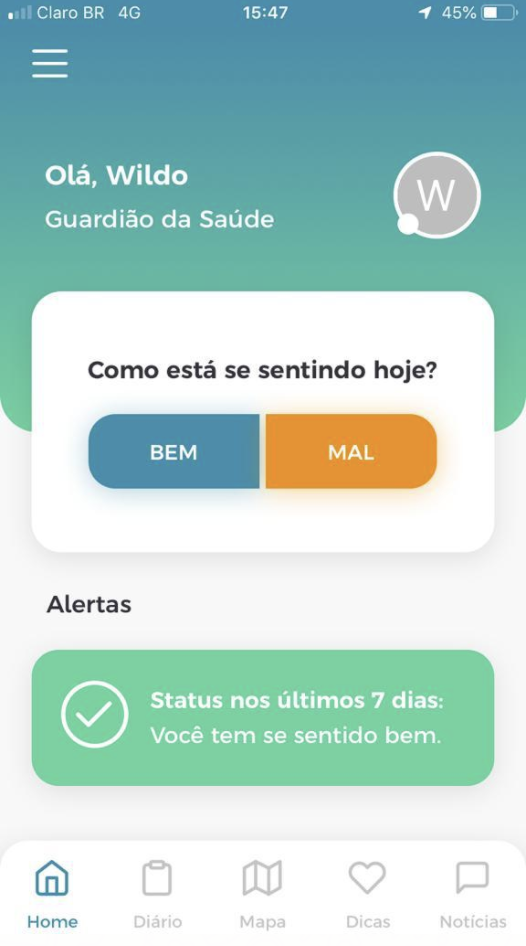 Claro BR 4G 15:47 45%
Olá, Wildo
Guardião da Saúde
W
Como está se sentindo hoje?
BEM MAL
Alertas
Status nos últimos 7 dias:
Você tem se sentido bem.
Home Diário Mapa Dicas Notícias